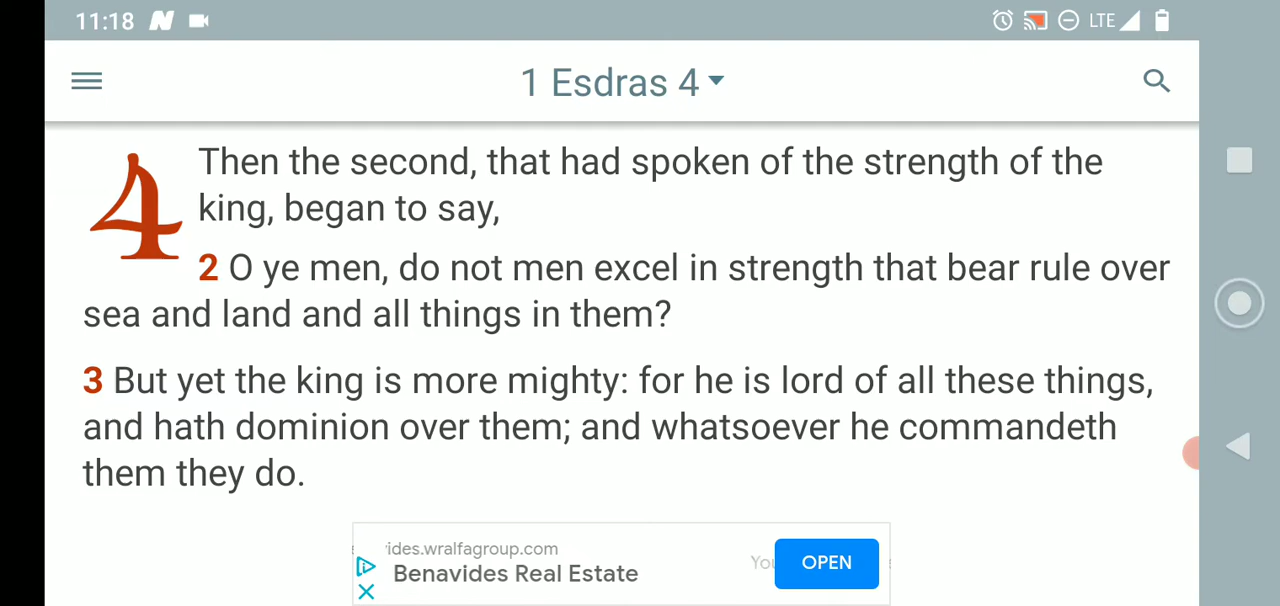 11:18
LTE
1 Esdras 4
4 Then the second, that had spoken of the strength of the
king, began to say,
2 O ye men, do not men excel in strength that bear rule over
sea and land and all things in them?
3 But yet the king is more mighty: for he is lord of all these things,
and hath dominion over them; and whatsoever he commandeth
them they do.
ides.wralfagroup.com
Benavides Real Estate
You
OPEN